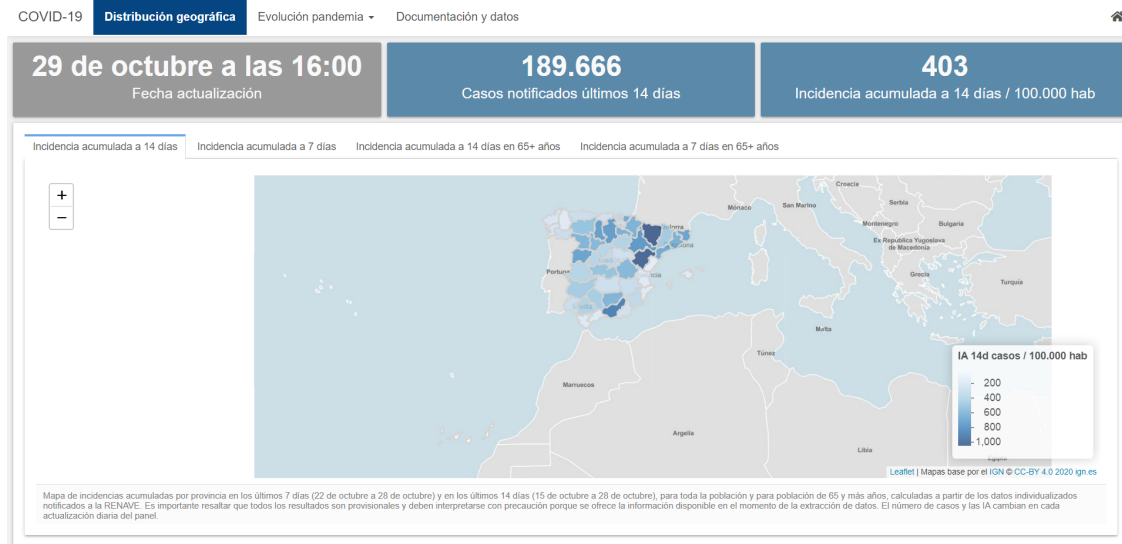 COVID-19 Distribución geográfica Evolución pandemia Documentación y datos
29 de octubre a las 16:00
Fecha actualización
189.666
Casos notificados últimos 14 días
403
Incidencia acumulada a 14 días / 100.000 hab
Incidencia acumulada a 14 días Incidencia acumulada a 7 días Incidencia acumulada a 14 días en 65+ años Incidencia acumulada a 7 días en 65+ años
+
−
Croacia
Mónaco San Marino Serbia
Montenegro Bulgaria
Ex-República Yugoslava
de Macedonia
Grecia
Turquía
Malta
Túnez
Marruecos
Argelia
Libia
IA 14d casos / 100.000 hab
200
400
600
800
1,000
Leaflet | Mapas base por el IGN © CC-BY 4.0 2020 ign.es
Mapa de incidencias acumuladas por provincia en los últimos 7 días (22 de octubre a 28 de octubre) y en los últimos 14 días (15 de octubre a 28 de octubre), para toda la población y para población de 65 y más años, calculadas a partir de los datos individualizados
notificados a la RENAVE. Es importante resaltar que todos los resultados son provisionales y deben interpretarse con precaución porque se ofrece la información disponible en el momento de la extracción de datos. El número de casos y las IA cambian en cada
actualización diaria del panel.